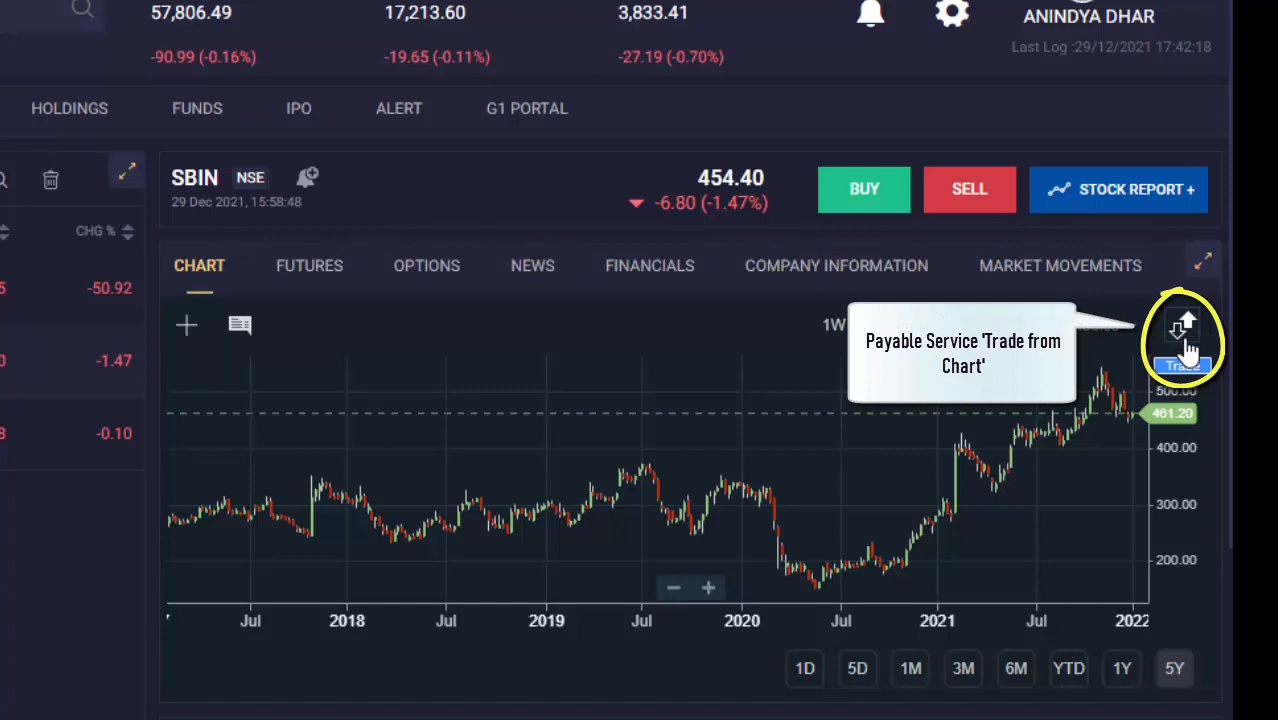 57,806.49 17,213.60 3,833.41
ANINDYA DHAR
-90.99 (-0.16%) -19.65 (-0.11%) -27.19 (-0.70%)
Last Log :29/12/2021 17:42:18
HOLDINGS FUNDS IPO ALERT G1 PORTAL
SBIN NSE
29 Dec 2021, 15:58:48
454.40
-6.80 (-1.47%)
BUY SELL STOCK REPORT +
CHG %
5 -50.92
0 -1.47
8 -0.10
CHART FUTURES OPTIONS NEWS FINANCIALS COMPANY INFORMATION MARKET MOVEMENTS
1W
Payable Service 'Trade from
Chart'
Trade
500.00
461.20
400.00
300.00
200.00
Jul 2018 Jul 2019 Jul 2020 Jul 2021 Jul 2022
1D 5D 1M 3M 6M YTD 1Y 5Y